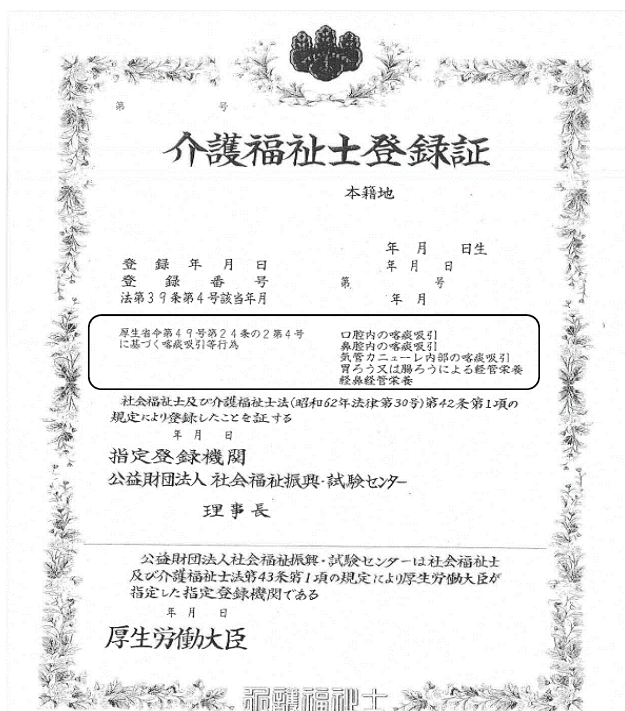 第 号
介護福祉士登録証
本籍地
年 月 日生
登 録 年 月 日 年 月 日
登 録 番 号 第 号
法第39条第4号該当年月 年 月
厚生省令第49号第24条の2第4号 口腔内の喀痰吸引
に基づく喀痰吸引等行為 鼻腔内の喀痰吸引
気管カニューレ内部の喀痰吸引
胃ろう又は腸ろうによる経管栄養
経鼻経管栄養
社会福祉士及び介護福祉士法(昭和62年法律第30号)第42条第1項の
規定により登録したことを証する
年 月 日
指定登録機関
公益財団法人 社会福祉振興・試験センター
理事長
公益財団法人社会福祉振興・試験センターは社会福祉士
及び介護福祉士法第43条第1項の規定により厚生労働大臣が
指定した指定登録機関である
年 月 日
厚生労働大臣
介護福祉士